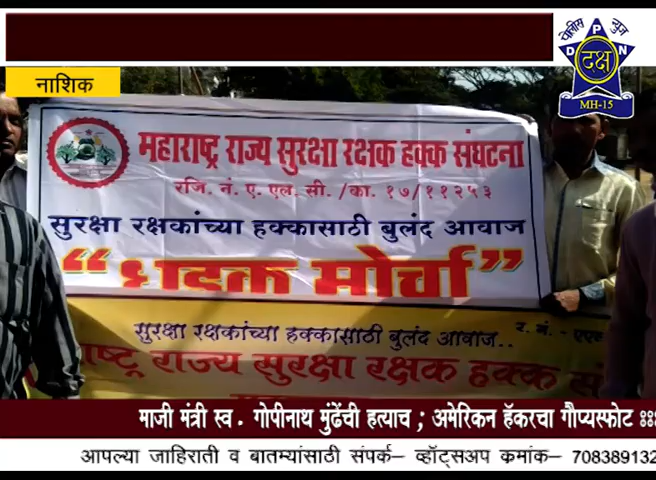 पोलीस न्युज
D P N
दक्ष
MH-15
नाशिक
महाराष्ट्र राज्य सुरक्षा रक्षक हक्क संघटना
रजि. नं. ए. एल. सी. /का. १७/११२५३
सुरक्षा रक्षकांच्या हक्कासाठी बुलंद आवाज
“धडक मोर्चा”
सुरक्षा रक्षकांच्या हक्कासाठी बुलंद आवाज..
र. नं. -
राज्य सुरक्षा रक्षक हक्क
माजी मंत्री स्व. गोपीनाथ मुंढेंची हत्याच ; अमेरिकन हॅकरचा गौप्यस्फोट
आपल्या जाहिराती व बातम्यांसाठी संपर्क– व्हॉट्सअप क्रमांक– 708389132